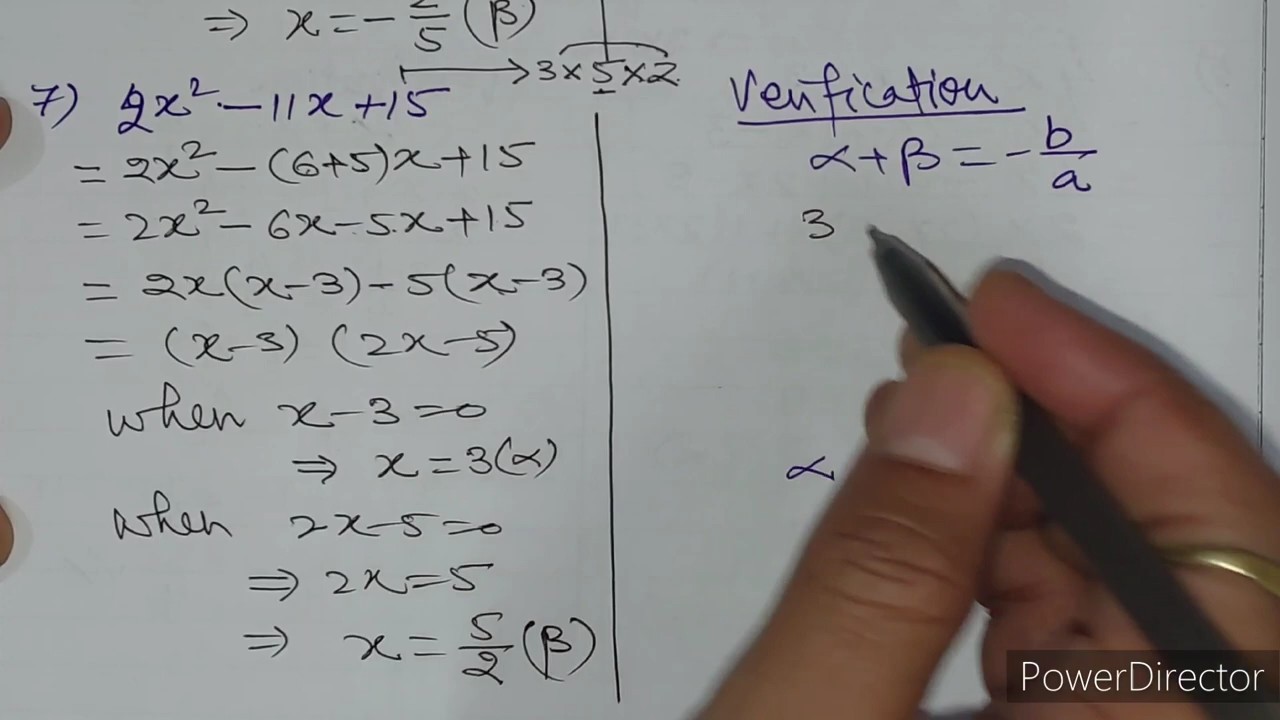 ⇒ x = - 2/5 (β)
3×5×2
7) 2x² - 11x + 15
= 2x² - (6+5)x + 15
= 2x² - 6x - 5x + 15
= 2x(x-3) - 5(x-3)
= (x-3) (2x-5)
when x-3=0
⇒ x = 3(α)
when 2x-5=0
⇒ 2x=5
⇒ x = 5/2 (β)
Verification
α+β = - b/a
3
α
PowerDirector